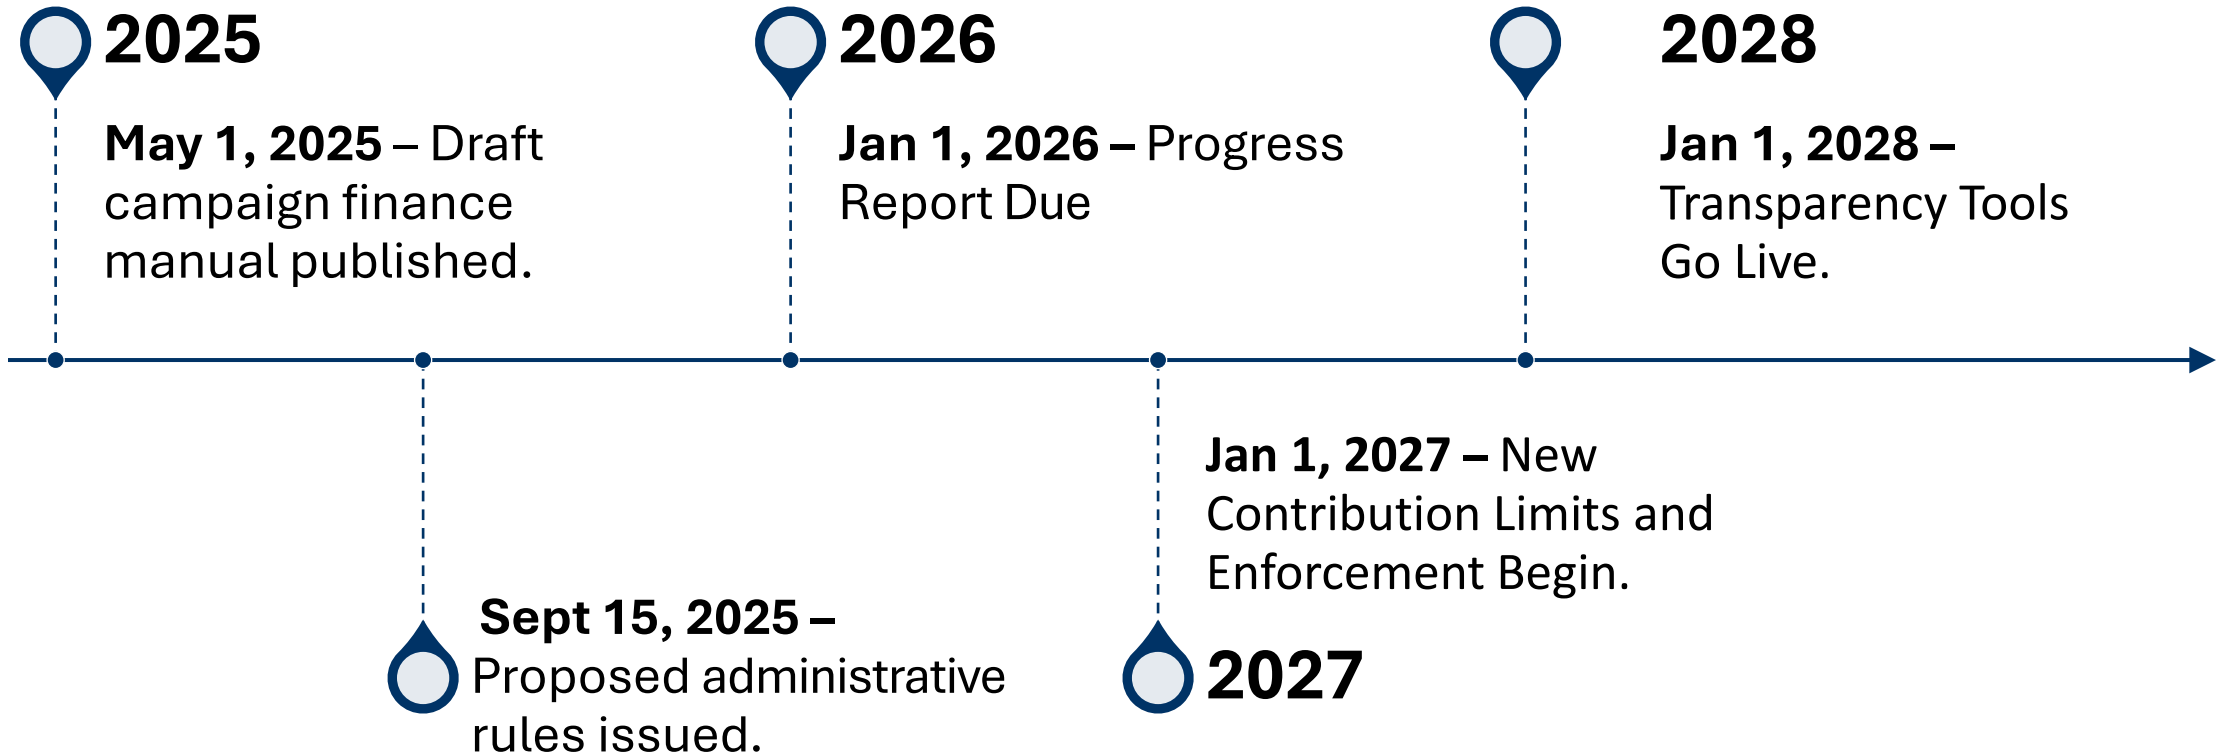 2025
May 1, 2025 – Draft
campaign finance
manual published.
Sept 15, 2025 –
Proposed administrative
rules issued.
2026
Jan 1, 2026 – Progress
Report Due
Jan 1, 2027 – New
Contribution Limits and
Enforcement Begin.
2027
2028
Jan 1, 2028 –
Transparency Tools
Go Live.